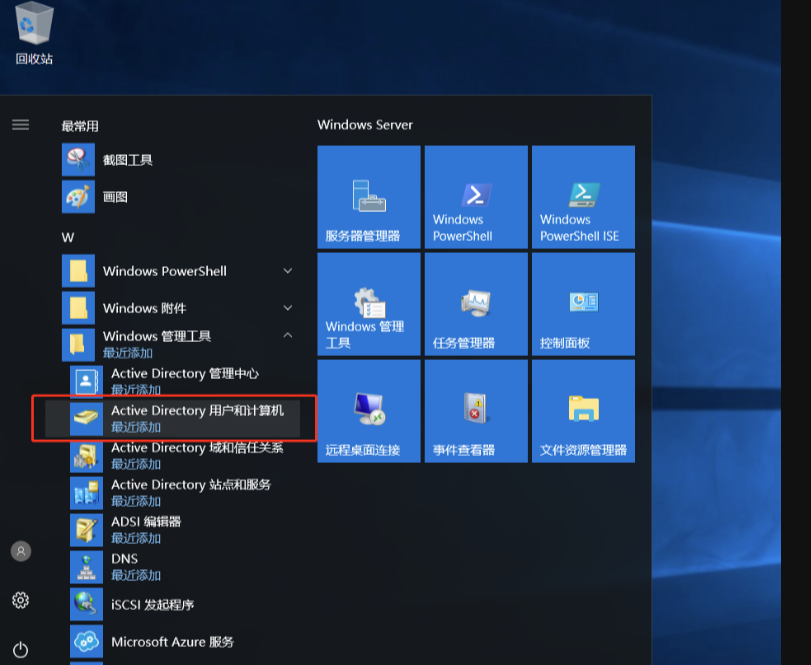 回收站
最常用
截图工具
画图
W
Windows PowerShell
Windows 附件
Windows 管理工具
最近添加
Active Directory 管理中心
最近添加
Active Directory 用户和计算机
最近添加
Active Directory 域和信任关系
最近添加
Active Directory 站点和服务
最近添加
ADSI 编辑器
最近添加
DNS
最近添加
iSCSI 发起程序
Microsoft Azure 服务
Windows Server
服务器管理器
Windows
PowerShell
Windows
PowerShell ISE
Windows 管理
工具
任务管理器
控制面板
远程桌面连接
事件查看器
文件资源管理器